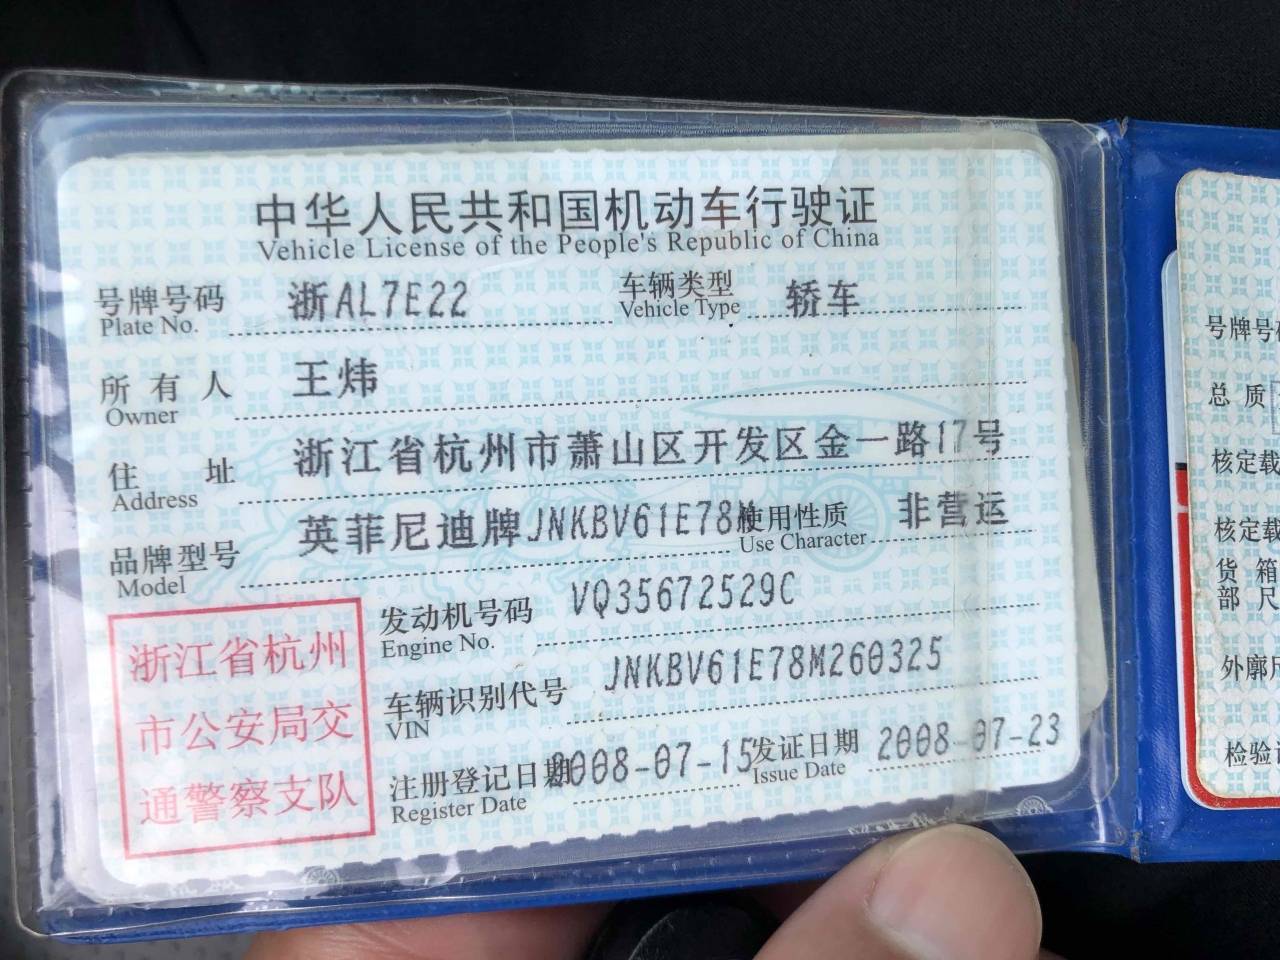 中华人民共和国机动车行驶证
Vehicle License of the People's Republic of China
号牌号码 浙AL7E22 车辆类型 轿车
Plate No. Vehicle Type
所有人 王炜
Owner
住址 浙江省杭州市萧山区开发区金一路17号
Address
品牌型号 英菲尼迪牌JNKBV61E78M 使用性质 非营运
Model Use Character
发动机号码 VQ35672529C
Engine No.
车辆识别代号 JNKBV61E78M260325
VIN
注册登记日期 2008-07-15 发证日期 2008-07-23
Register Date Issue Date
浙江省杭州
市公安局交
通警察支队
号牌号
总质
核定载
核定载
货箱
部尺
外廓尺
检验